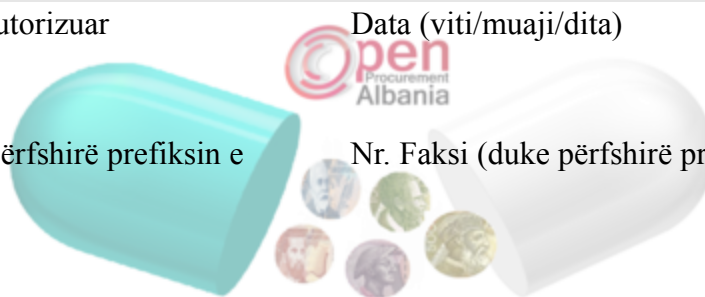 utorizuar
Data (viti/muaji/dita)
Open
Procurement
Albania
ërfshirë prefiksin e
Nr. Faksi (duke përfshirë pr